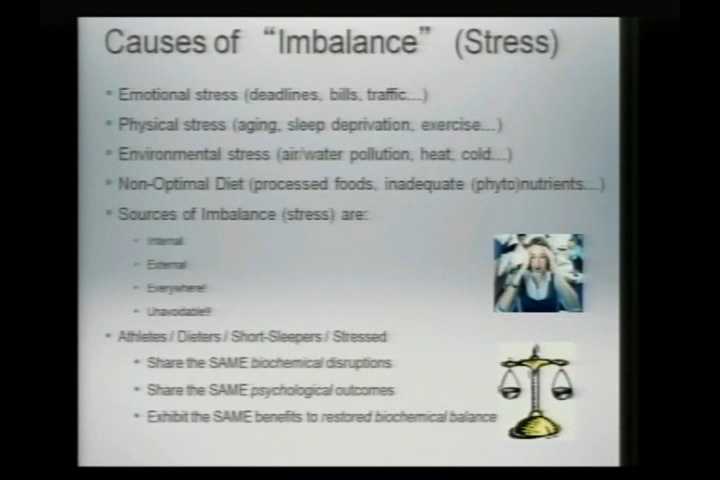 Causes of “Imbalance” (Stress)
Emotional stress (deadlines, bills, traffic...)
Physical stress (aging, sleep deprivation, exercise...)
Environmental stress (air/water pollution, heat, cold...)
Non-Optimal Diet (processed foods, inadequate (phyto)nutrients...)
Sources of Imbalance (stress) are:
Internal
External
Everywhere!
Unavoidable!!
Athletes / Dieters / Short-Sleepers / Stressed
Share the SAME biochemical disruptions
Share the SAME psychological outcomes
Exhibit the SAME benefits to restored biochemical balance